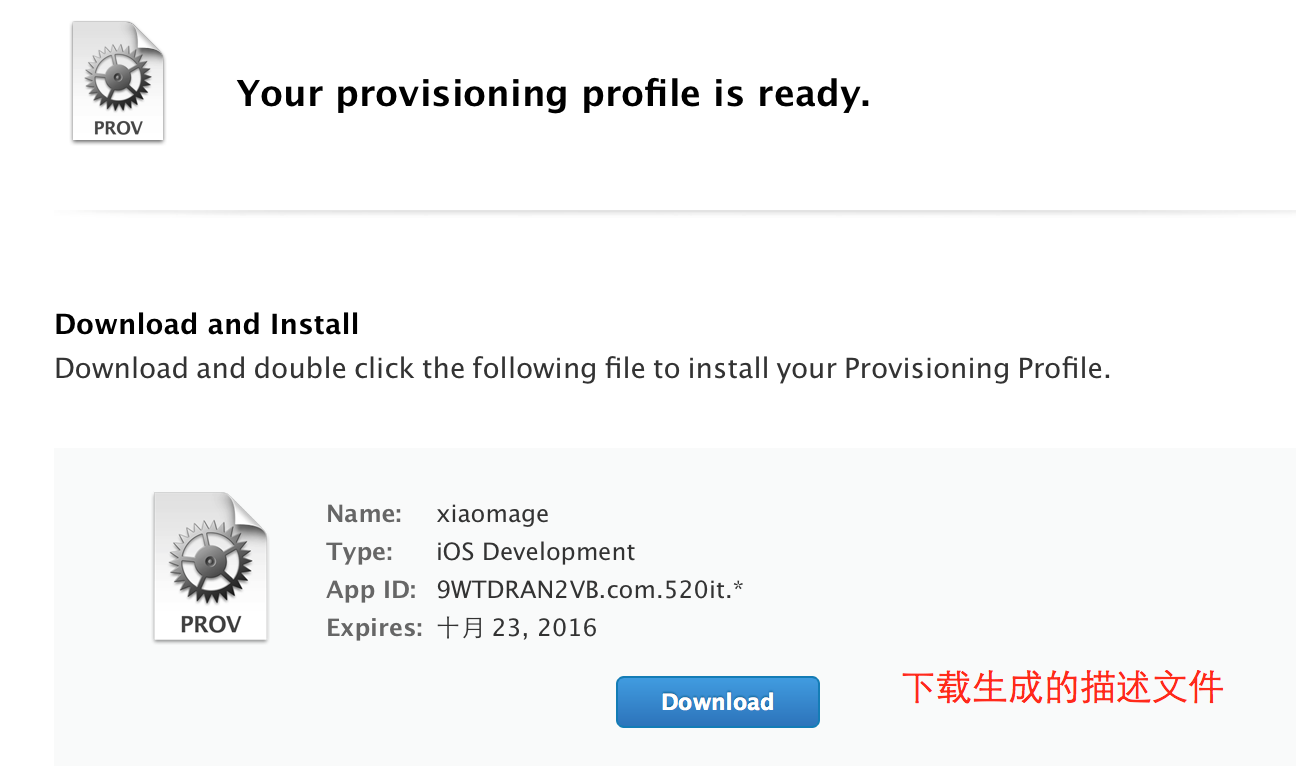 PROV
Your provisioning profile is ready.
Download and Install
Download and double click the following file to install your Provisioning Profile.
PROV
Name: xiaomage
Type: iOS Development
App ID: 9WTDRAN2VB.com.520it.*
Expires: 十月 23, 2016
Download
下载生成的描述文件